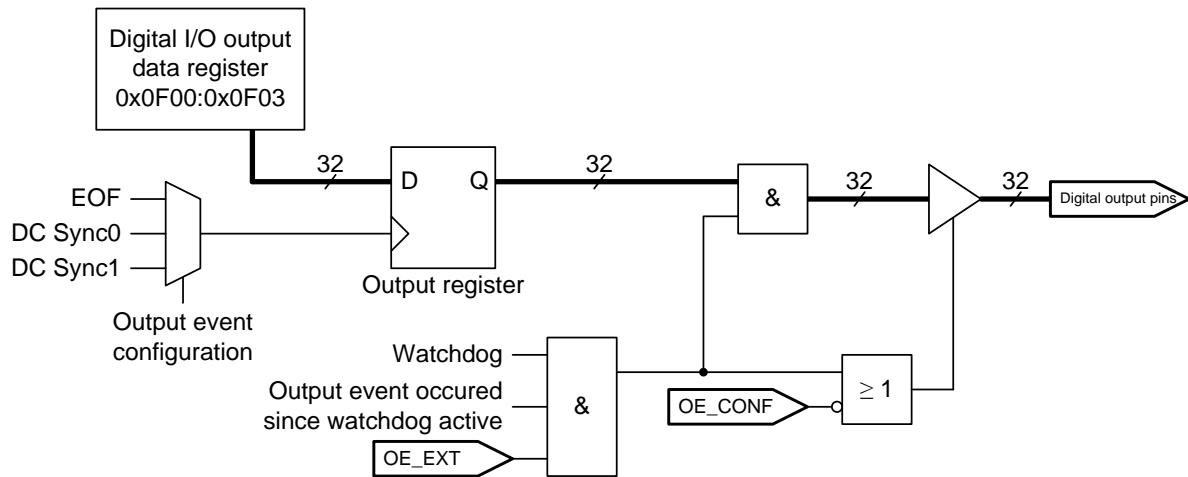 Digital I/O output
data register
0x0F00:0x0F03
32
32
32
32
D
Q
&
Digital output pins
EOF
DC Sync0
DC Sync1
Output register
Output event
configuration
Watchdog
Output event occured
since watchdog active
&
OE_EXT
OE_CONF
≥ 1